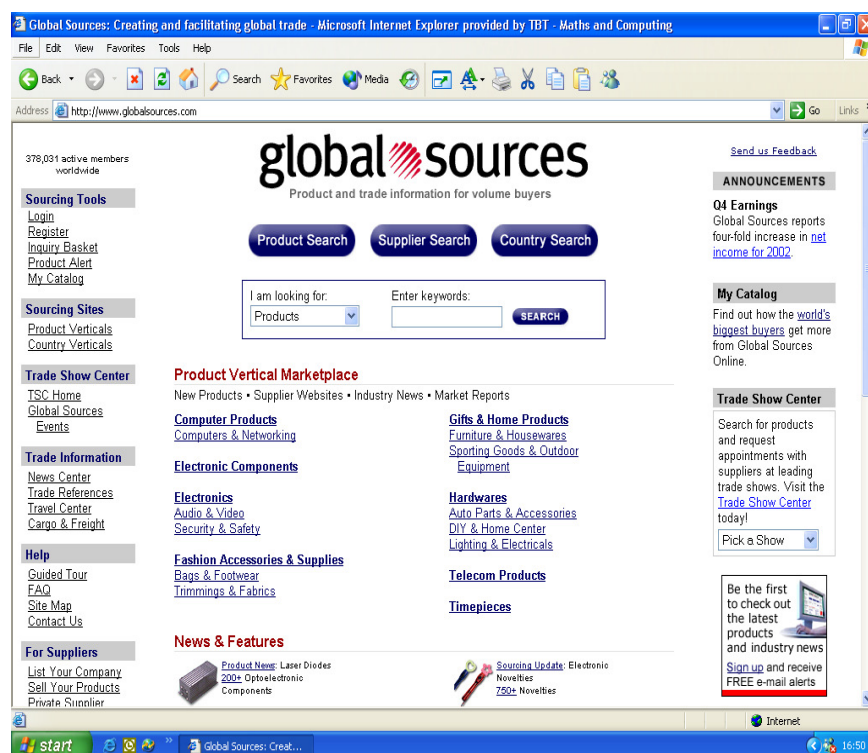 Global Sources: Creating and facilitating global trade - Microsoft Internet Explorer provided by TBT - Maths and Computing
File Edit View Favorites Tools Help
Back Search Favorites Media
Address http://www.globalsources.com Go Links
378,031 active members
worldwide
Sourcing Tools
Login
Register
Inquiry Basket
Product Alert
My Catalog
Sourcing Sites
Product Verticals
Country Verticals
Trade Show Center
TSC Home
Global Sources
Events
Trade Information
News Center
Trade References
Travel Center
Cargo & Freight
Help
Guided Tour
FAQ
Site Map
Contact Us
For Suppliers
List Your Company
Sell Your Products
Private Supplier
global sources
Product and trade information for volume buyers
Product Search Supplier Search Country Search
I am looking for: Enter keywords:
Products SEARCH
Product Vertical Marketplace
New Products • Supplier Websites • Industry News • Market Reports
Computer Products
Computers & Networking
Electronic Components
Electronics
Audio & Video
Security & Safety
Fashion Accessories & Supplies
Bags & Footwear
Trimmings & Fabrics
Gifts & Home Products
Furniture & Housewares
Sporting Goods & Outdoor
Equipment
Hardwares
Auto Parts & Accessories
DIY & Home Center
Lighting & Electricals
Telecom Products
Timepieces
News & Features
Product News: Laser Diodes
200+ Optoelectronic
Components
Sourcing Update: Electronic
Novelties
750+ Novelties
Send us Feedback
ANNOUNCEMENTS
Q4 Earnings
Global Sources reports
four-fold increase in net
income for 2002.
My Catalog
Find out how the world's
biggest buyers get more
from Global Sources
Online.
Trade Show Center
Search for products
and request
appointments with
suppliers at leading
trade shows. Visit the
Trade Show Center
today!
Pick a Show
Be the first
to check out
the latest
products
and industry news
Sign up and receive
FREE e-mail alerts
Internet
start Global Sources: Creat... 16:50